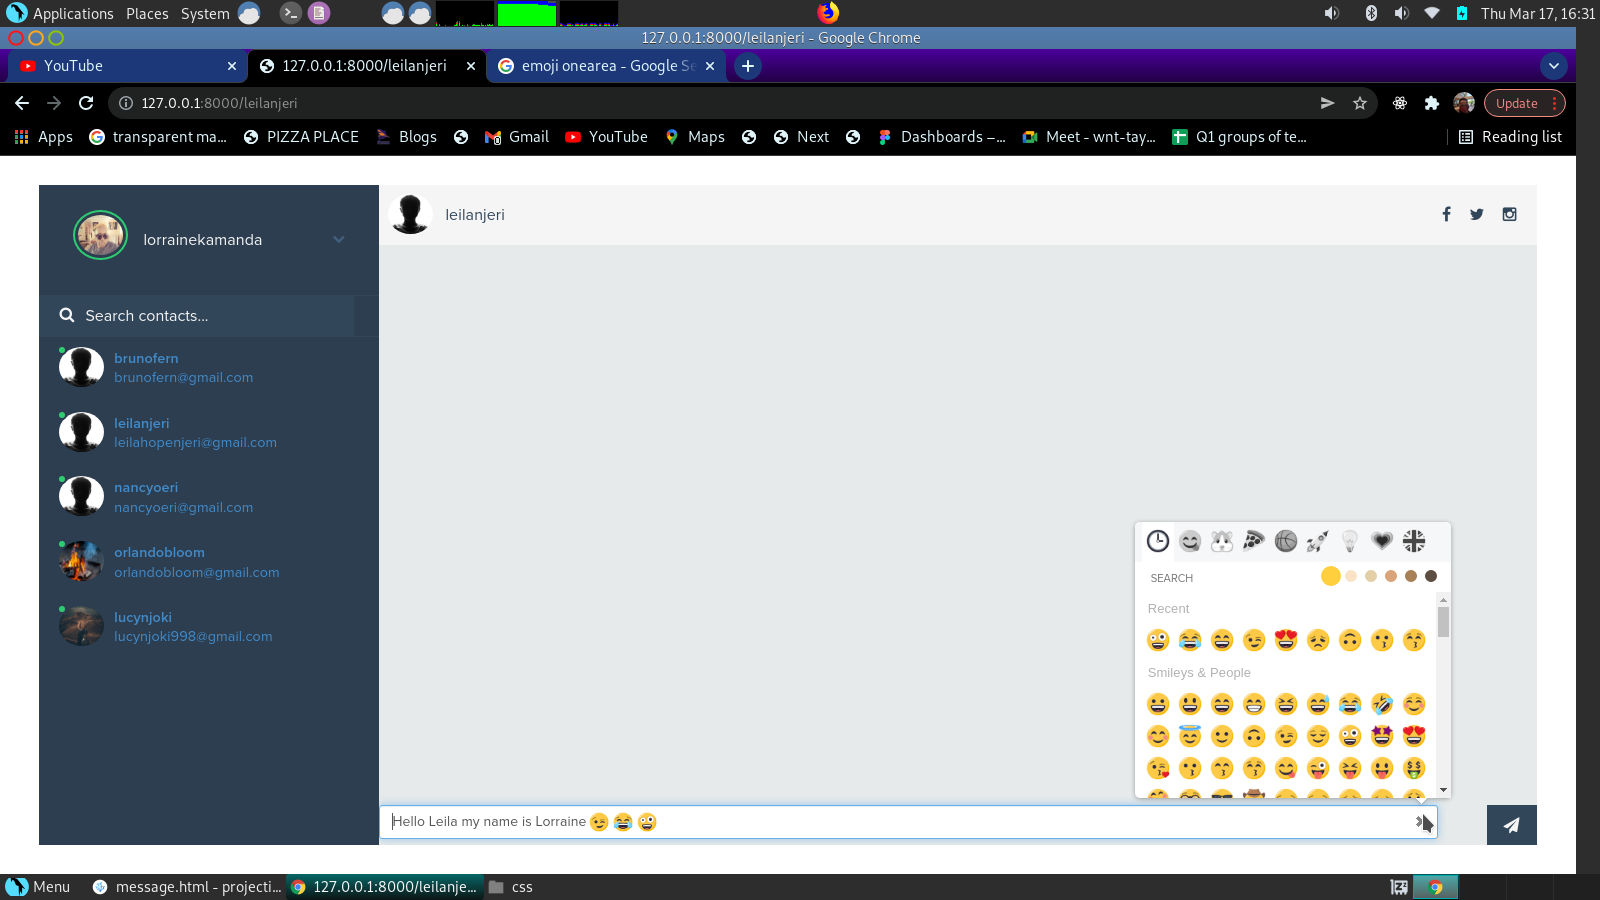 Applications Places System Thu Mar 17, 16:31
127.0.0.1:8000/leilanjeri - Google Chrome
YouTube 127.0.0.1:8000/leilanjeri emoji onearea - Google Se
127.0.0.1:8000/leilanjeri Update
Apps transparent ma... PIZZA PLACE Blogs Gmail YouTube Maps Next Dashboards –... Meet - wnt-tay... Q1 groups of te... Reading list
lorrainekamanda
leilanjeri
Search contacts...
brunofern
brunofern@gmail.com
leilanjeri
leilahopenjeri@gmail.com
nancyoeri
nancyoeri@gmail.com
orlandobloom
orlandobloom@gmail.com
lucynjoki
lucynjoki998@gmail.com
SEARCH
Recent
Smileys & People
Hello Leila my name is Lorraine 😉 😂 🤪
Menu message.html - projecti... 127.0.0.1:8000/leilanje... css